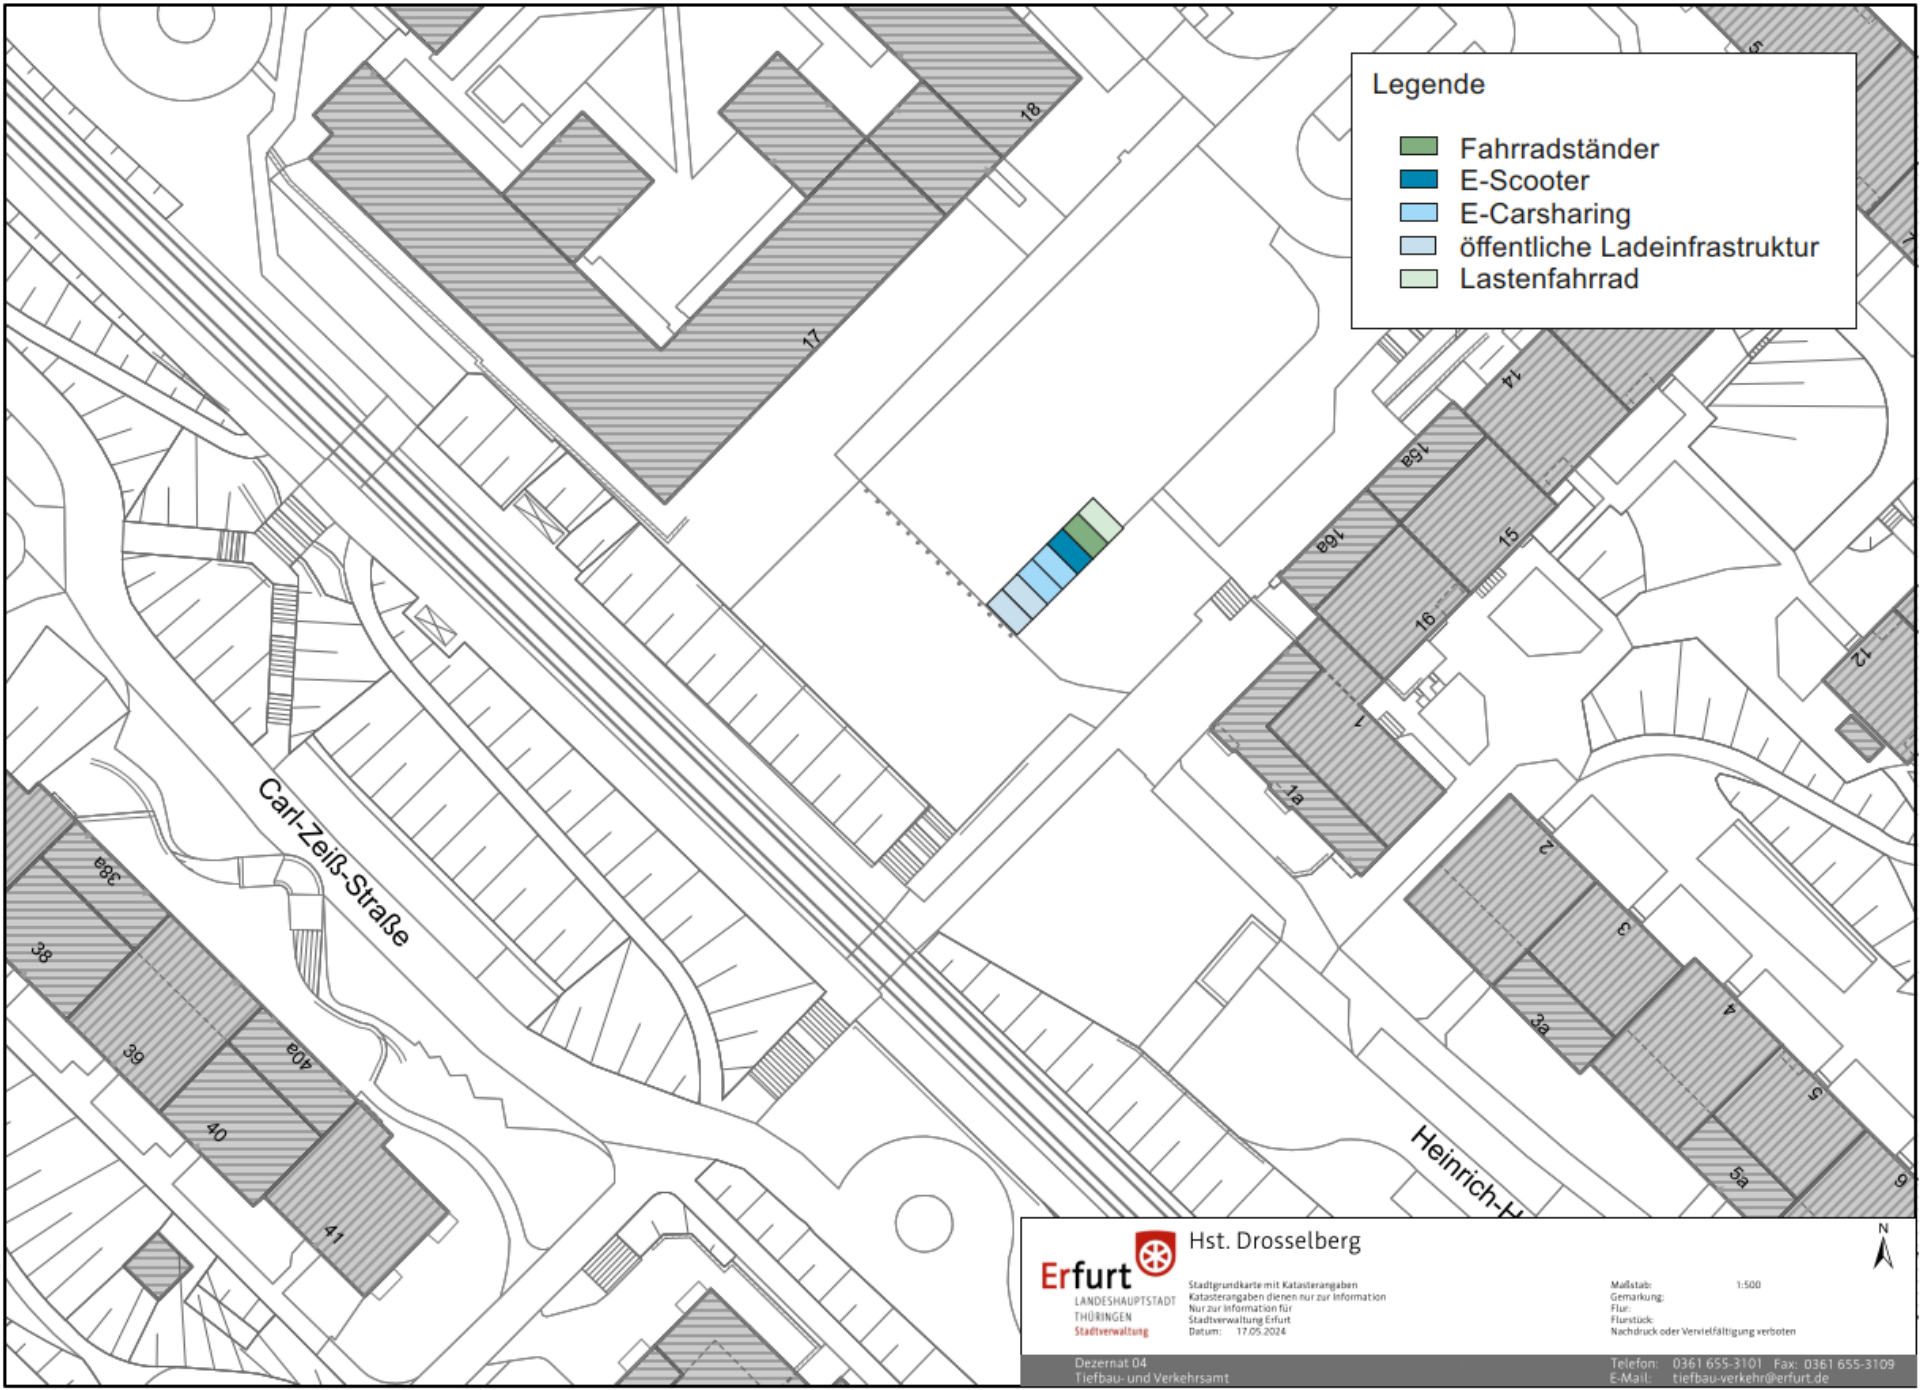 5
7
18
17
Legende
Fahrradständer
E-Scooter
E-Carsharing
öffentliche Ladeinfrastruktur
Lastenfahrrad
14
15a
15
16a
16
12
1
1a
2
3
3a
4
5
5a
6
Carl-Zeiß-Straße
38a
38
39
40a
40
41
Heinrich-H
Erfurt
LANDESHAUPTSTADT
THÜRINGEN
Stadtverwaltung
Hst. Drosselberg
Stadtgrundkarte mit Katasterangaben
Katasterangaben dienen nur zur Information
Nur zur Information für
Stadtverwaltung Erfurt
Datum: 17.05.2024
Maßstab: 1:500
Gemarkung:
Flur:
Flurstück:
Nachdruck oder Vervielfältigung verboten
N
Dezernat 04
Tiefbau- und Verkehrsamt
Telefon: 0361 655-3101 Fax: 0361 655-3109
E-Mail: tiefbau-verkehr@erfurt.de